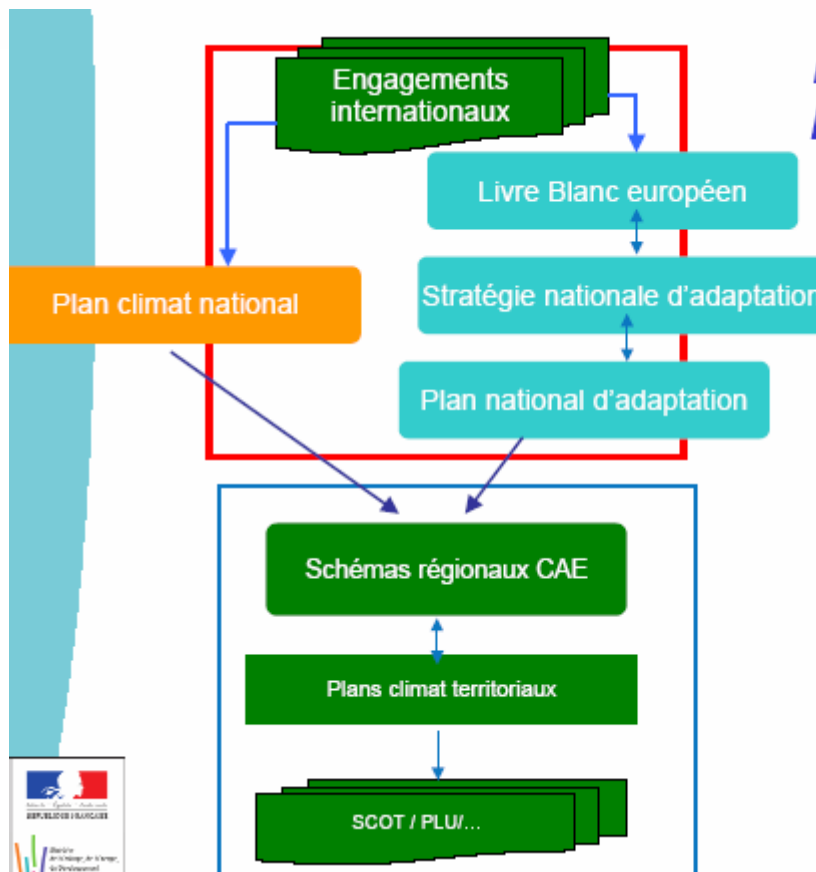 Engagements
internationaux
Livre Blanc européen
Stratégie nationale d'adaptation
Plan climat national
Plan national d'adaptation
Schémas régionaux CAE
Plans climat territoriaux
SCOT / PLU/...
RÉPUBLIQUE FRANÇAISE